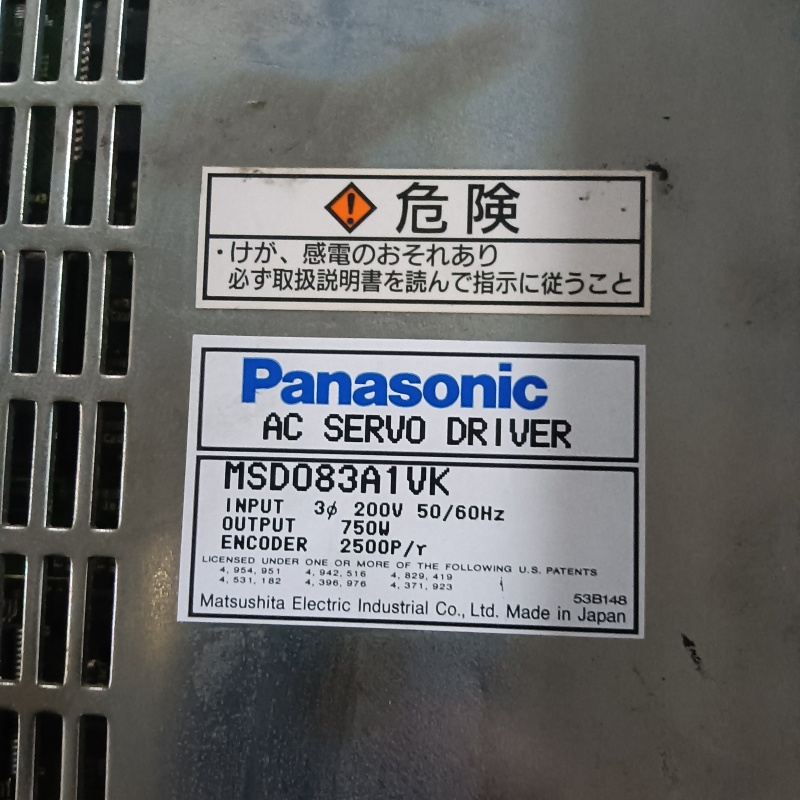 危険
・けが、感電のおそれあり
必ず取扱説明書を読んで指示に従うこと
Panasonic
AC SERVO DRIVER
MSD083A1VK
INPUT 3φ 200V 50/60Hz
OUTPUT 750W
ENCODER 2500P/r
LICENSED UNDER ONE OR MORE OF THE FOLLOWING U.S. PATENTS
4,954,951 4,942,516 4,829,419
4,531,182 4,396,976 4,371,923
53B148
Matsushita Electric Industrial Co., Ltd. Made in Japan